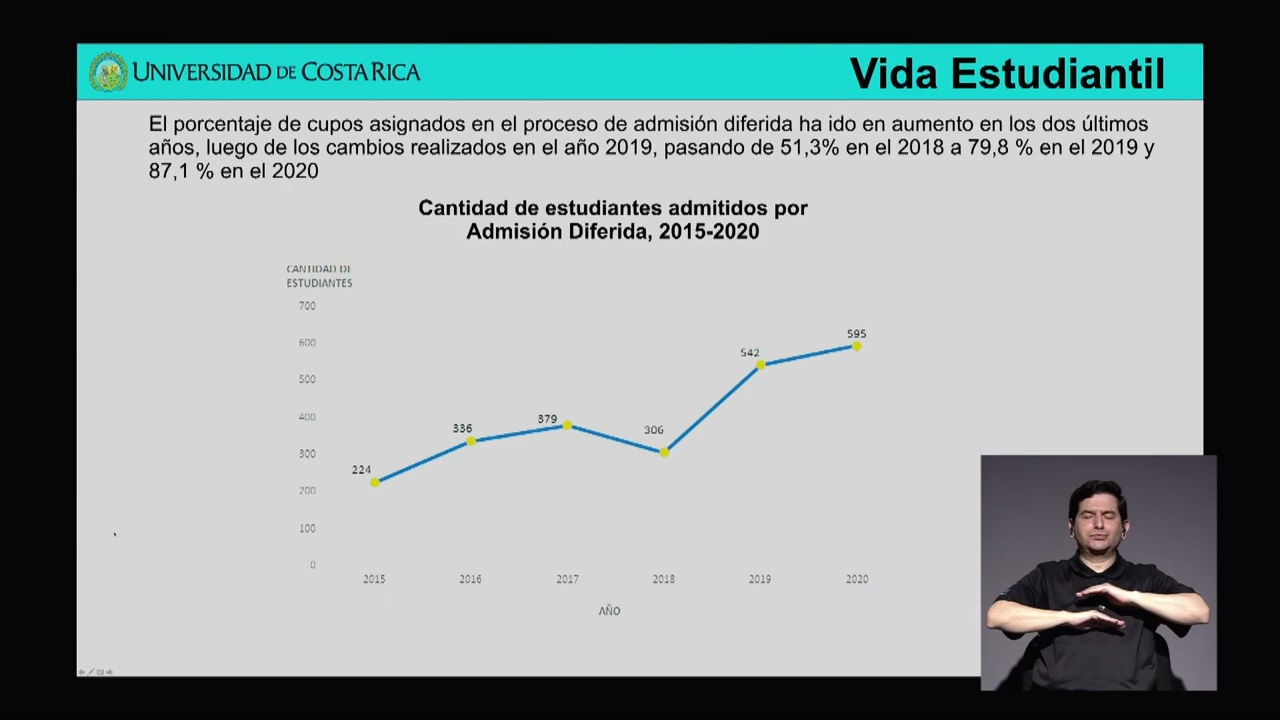 UNIVERSIDAD DE COSTA RICA
Vida Estudiantil
El porcentaje de cupos asignados en el proceso de admisión diferida ha ido en aumento en los dos últimos
años, luego de los cambios realizados en el año 2019, pasando de 51,3% en el 2018 a 79,8 % en el 2019 y
87,1 % en el 2020
Cantidad de estudiantes admitidos por
Admisión Diferida, 2015-2020
CANTIDAD DE
ESTUDIANTES
700
600
500
400
300
200
100
0
224
336
379
306
542
595
2015 2016 2017 2018 2019 2020
AÑO